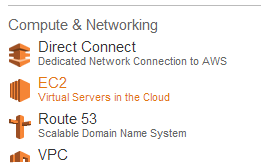 Compute & Networking
Direct Connect
Dedicated Network Connection to AWS
EC2
Virtual Servers in the Cloud
Route 53
Scalable Domain Name System
VPC